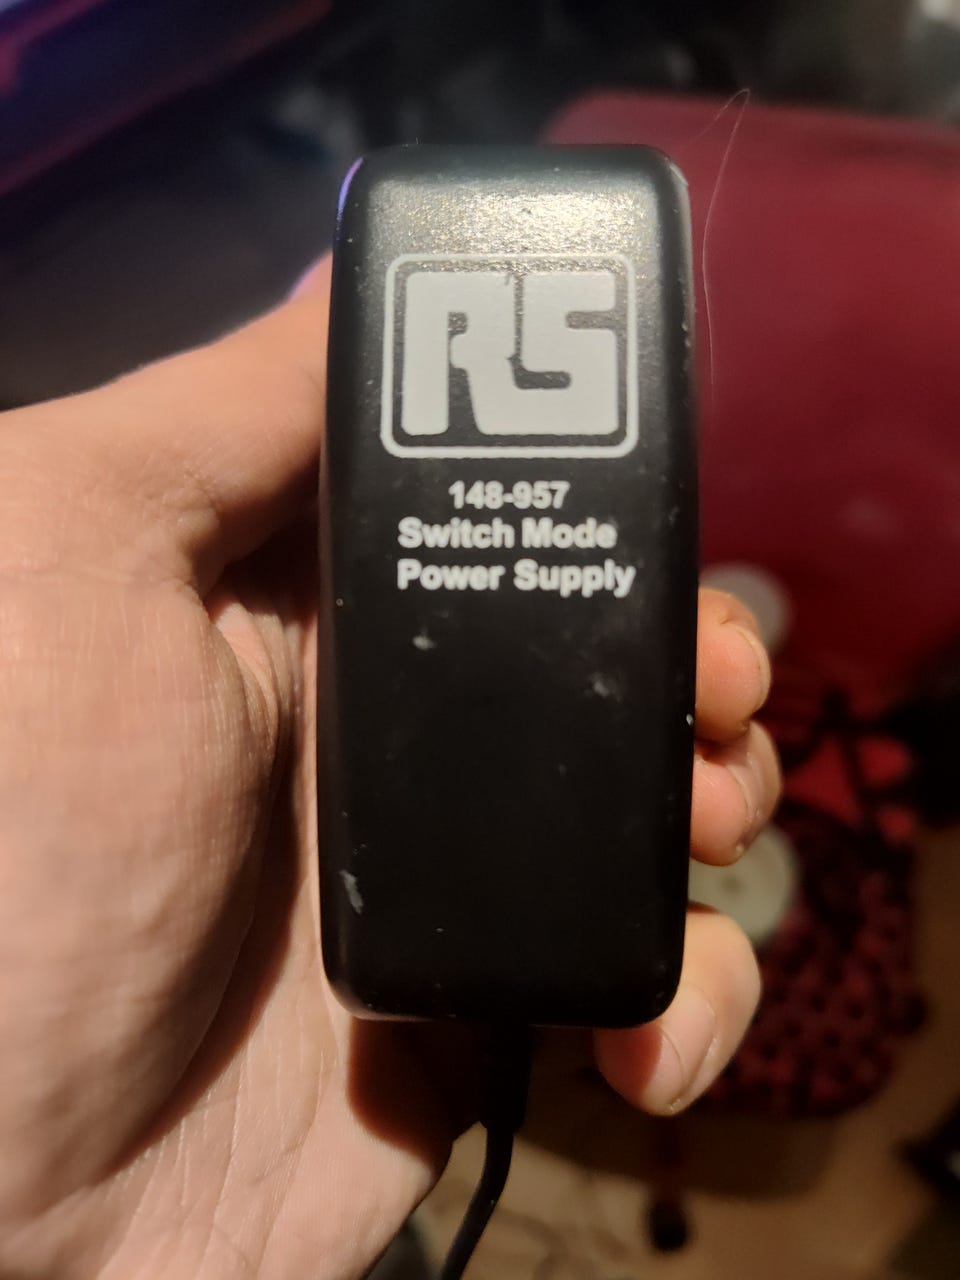 RS
148-957
Switch Mode
Power Supply